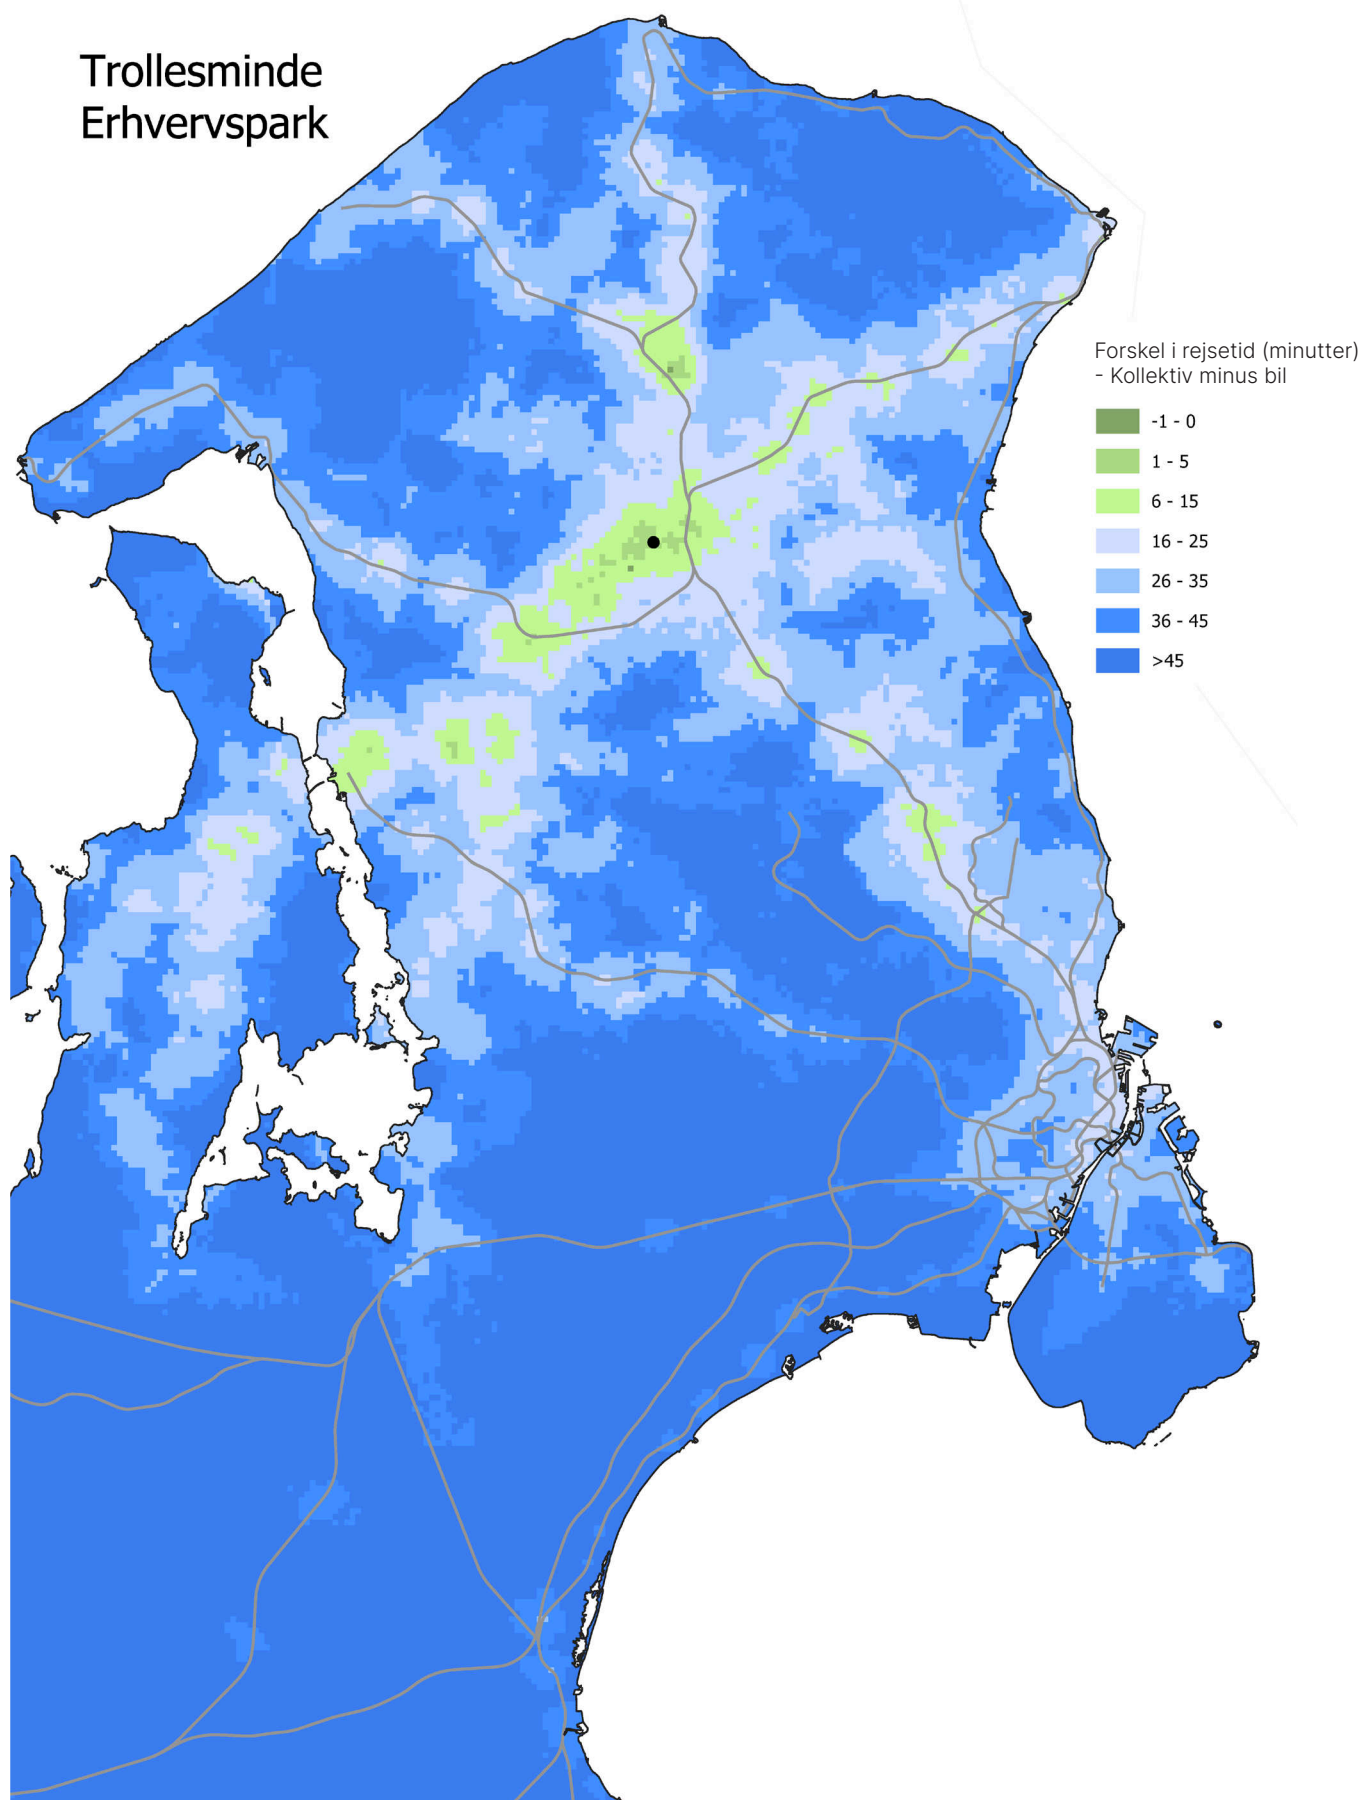 Trollesminde
Erhvervspark
Forskel i rejsetid (minutter)
- Kollektiv minus bil
-1 - 0
1 - 5
6 - 15
16 - 25
26 - 35
36 - 45
>45